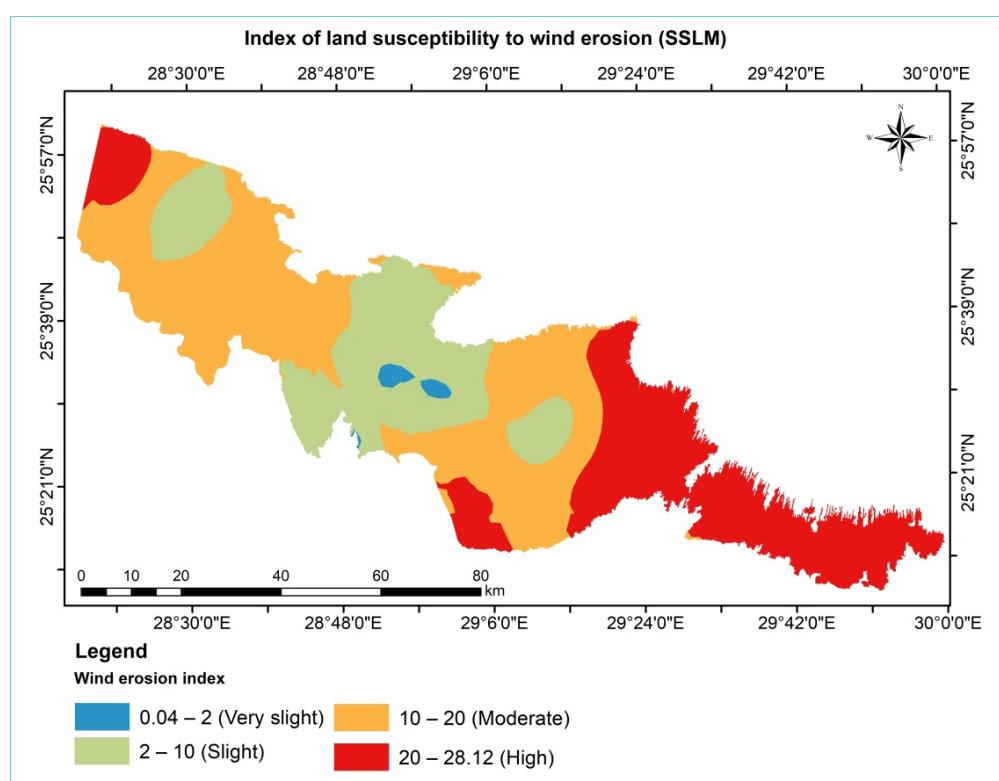 Index of land susceptibility to wind erosion (SSLM)
28°30'0"E 28°48'0"E 29°6'0"E 29°24'0"E 29°42'0"E 30°0'0"E
N
W E
S
25°57'0"N 25°57'0"N
25°39'0"N 25°39'0"N
25°21'0"N 25°21'0"N
0 10 20 40 60 80
km
28°30'0"E 28°48'0"E 29°6'0"E 29°24'0"E 29°42'0"E 30°0'0"E
Legend
Wind erosion index
0.04 – 2 (Very slight) 10 – 20 (Moderate)
2 – 10 (Slight) 20 – 28.12 (High)